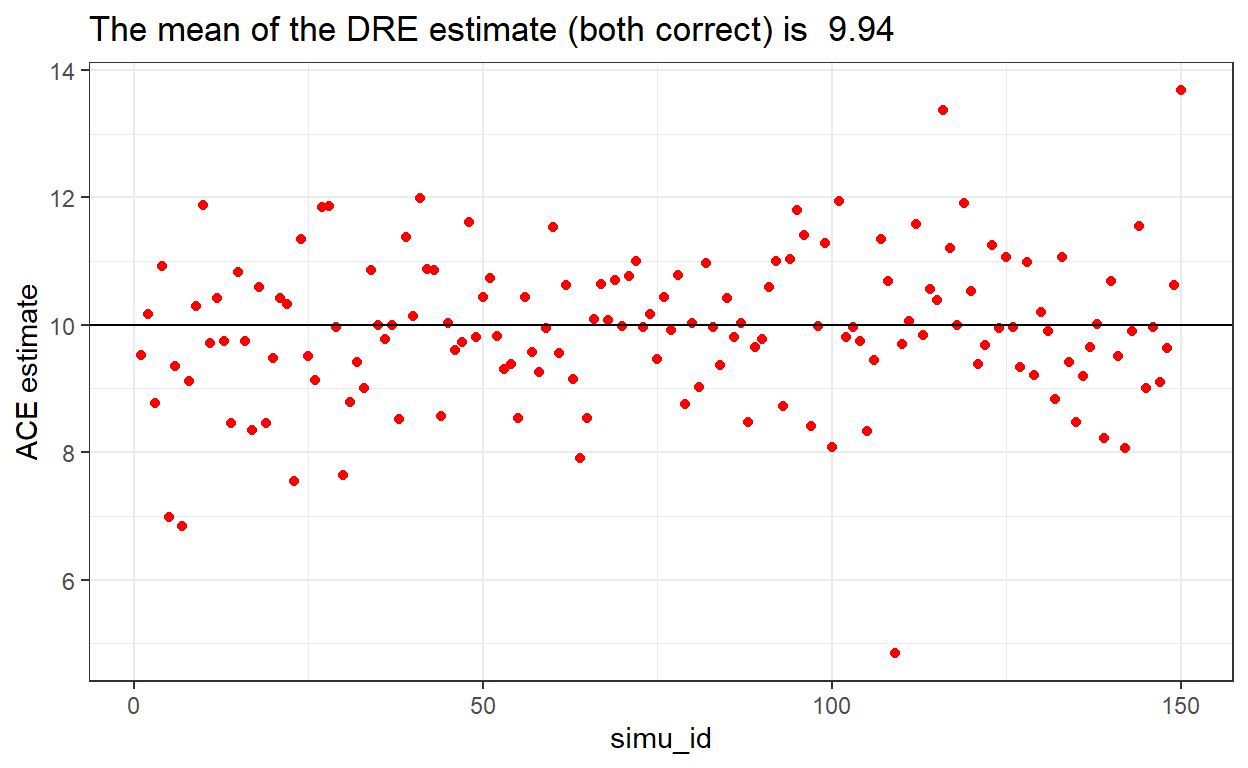 The mean of the DRE estimate (both correct) is  9.94
14
12
10
8
6
ACE estimate
0 50 100 150
simu_id